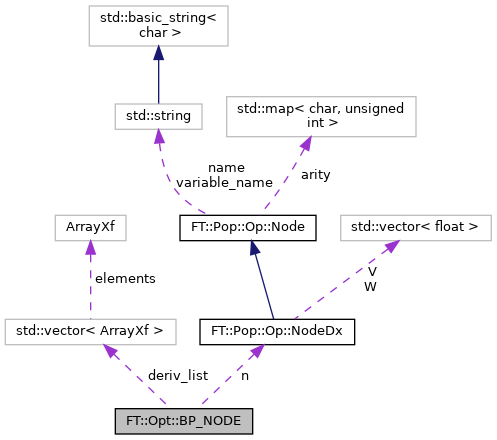 std::basic_string<
char >
std::string
std::map< char, unsigned
int >
name
variable_name
arity
ArrayXf
FT::Pop::Op::Node
std::vector< float >
elements
V
W
std::vector< ArrayXf >
FT::Pop::Op::NodeDx
deriv_list
n
FT::Opt::BP_NODE